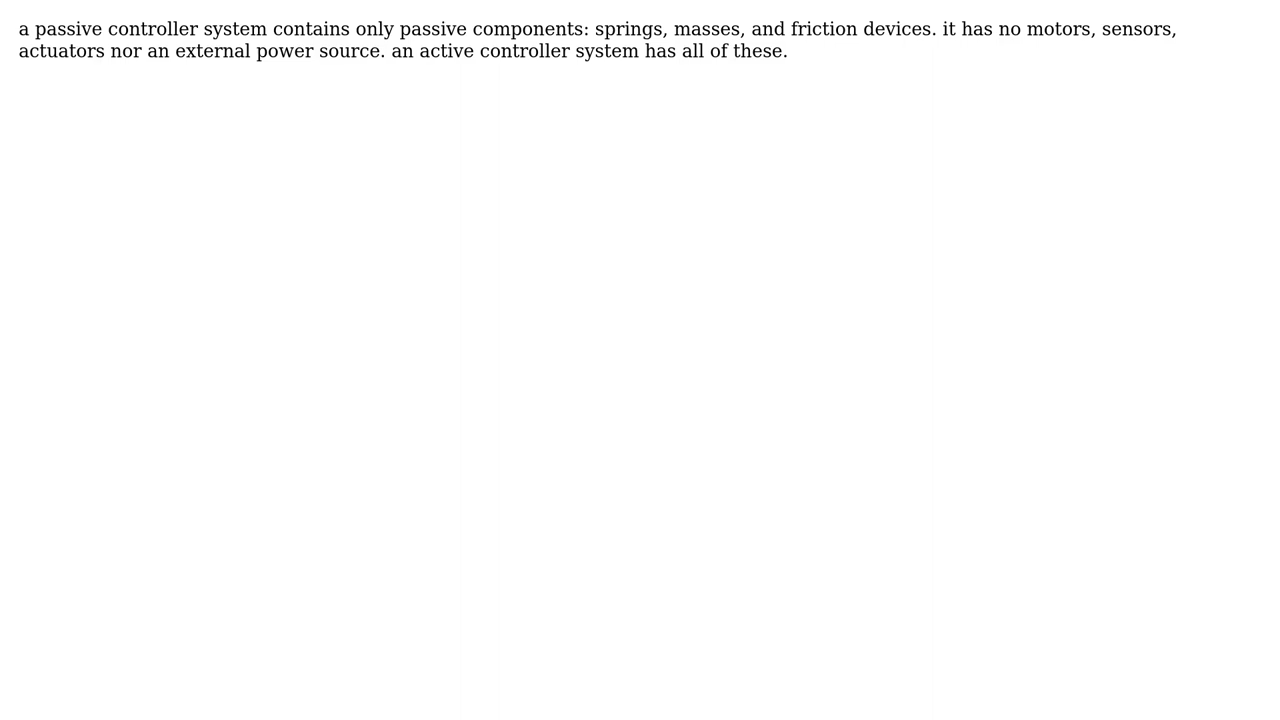 a passive controller system contains only passive components: springs, masses, and friction devices. it has no motors, sensors,
actuators nor an external power source. an active controller system has all of these.